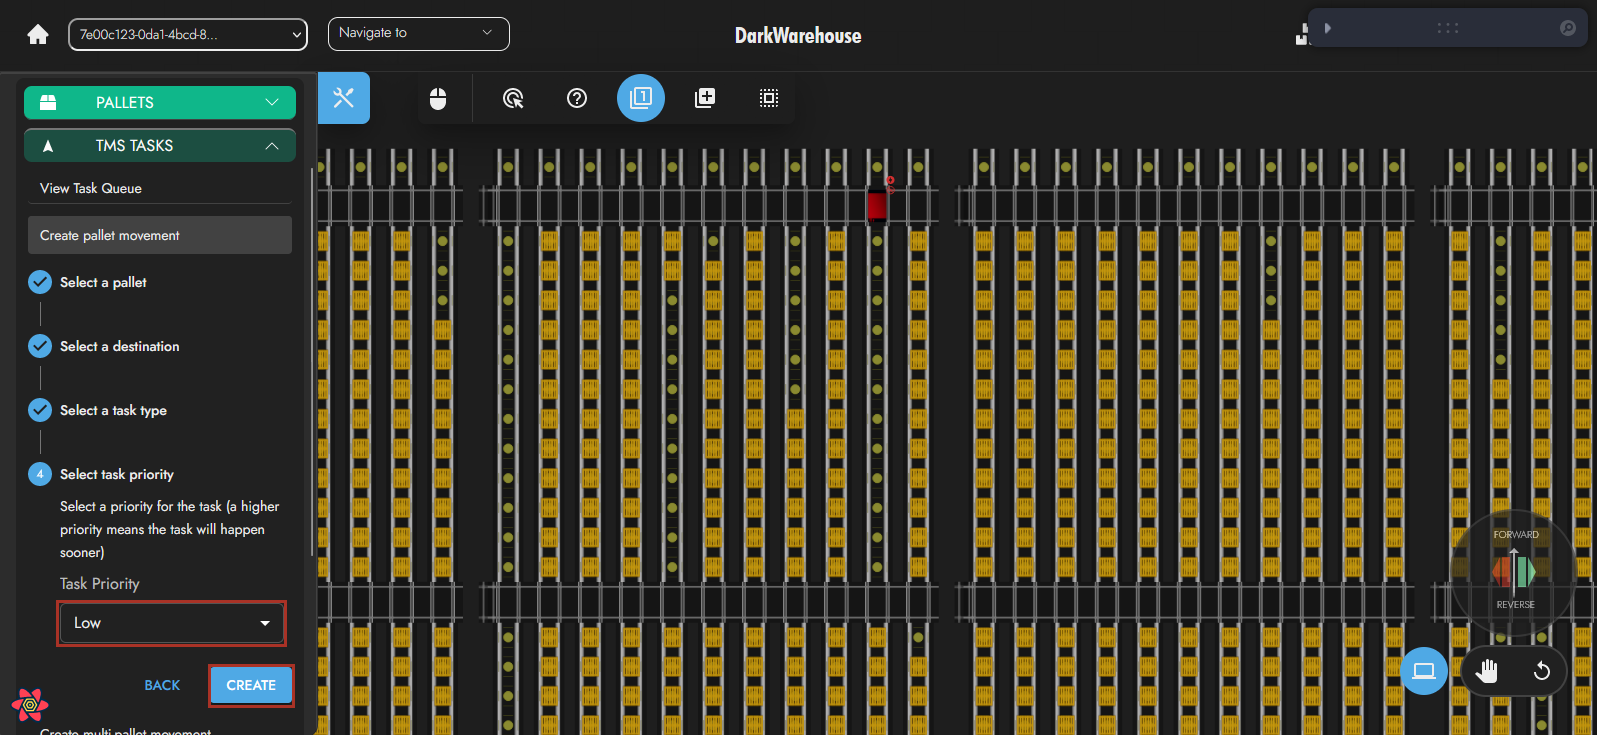 7e00c123-0da1-4bcd-8...
Navigate to
DarkWarehouse
PALLETS
TMS TASKS
View Task Queue
Create pallet movement
Select a pallet
Select a destination
Select a task type
4 Select task priority
Select a priority for the task (a higher
priority means the task will happen
sooner)
Task Priority
Low
BACK CREATE
Create multi pallet movement
1
FORWARD
REVERSE